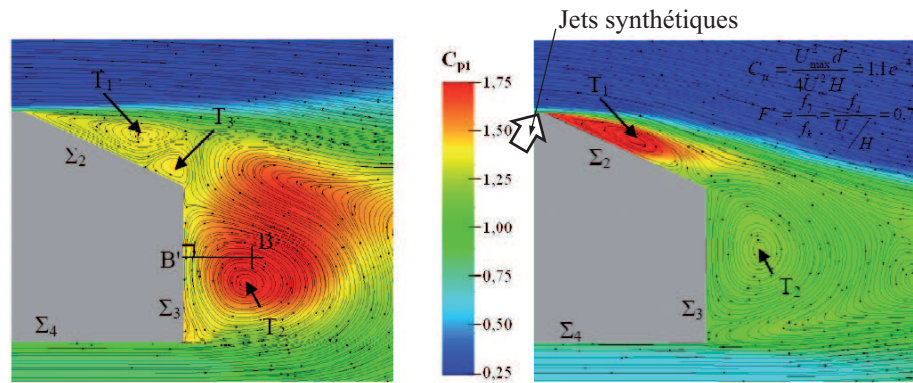 Jets synthétiques
T₁
T₃
Σ₂
B
B'
Σ₃
T₂
Σ₄
Cp1
1,75
1,50
1,25
1,00
0,75
0,50
0,25
T₁
Σ₂
T₂
Σ₃
Σ₄